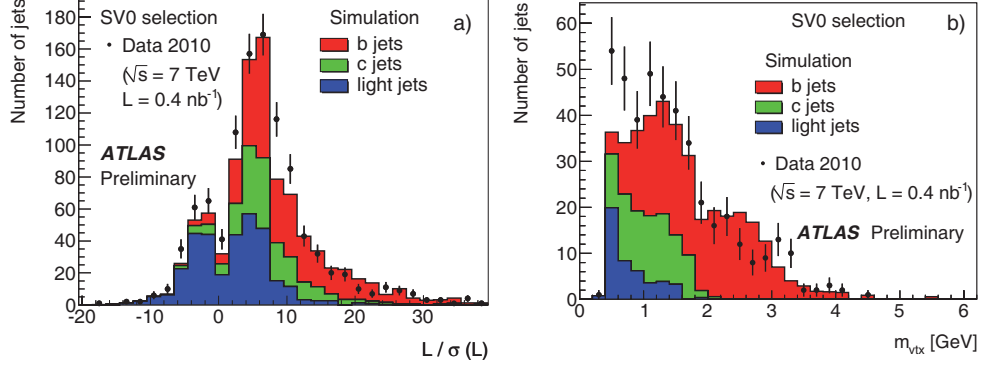 Number of jets
160
140
120
100
80
60
40
20
0
SV0 selection
Data 2010
(√s = 7 TeV
L = 0.4 nb⁻¹)
ATLAS
Preliminary
Simulation
b jets
c jets
light jets
a)
-20 -10 0 10 20 30
L / σ (L)
Number of jets
60
50
40
30
20
10
0
SV0 selection
b)
Simulation
b jets
c jets
light jets
Data 2010
(√s = 7 TeV, L = 0.4 nb⁻¹)
ATLAS Preliminary
0 1 2 3 4 5 6
m_vtx [GeV]